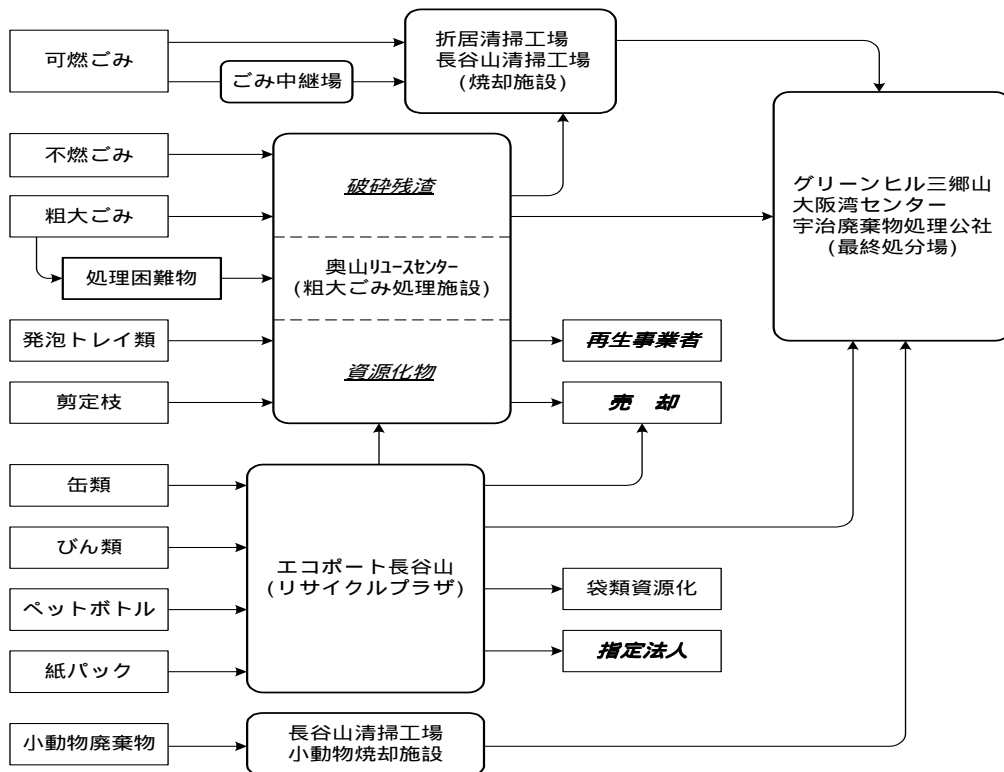 可燃ごみ
ごみ中継場
折居清掃工場
長谷山清掃工場
(焼却施設)
不燃ごみ
粗大ごみ
処理困難物
発泡トレイ類
剪定枝
破砕残渣
奥山リユースセンター
(粗大ごみ処理施設)
資源化物
グリーンヒル三郷山
大阪湾センター
宇治廃棄物処理公社
(最終処分場)
再生事業者
売 却
缶類
びん類
ペットボトル
紙パック
エコポート長谷山
(リサイクルプラザ)
袋類資源化
指定法人
小動物廃棄物
長谷山清掃工場
小動物焼却施設